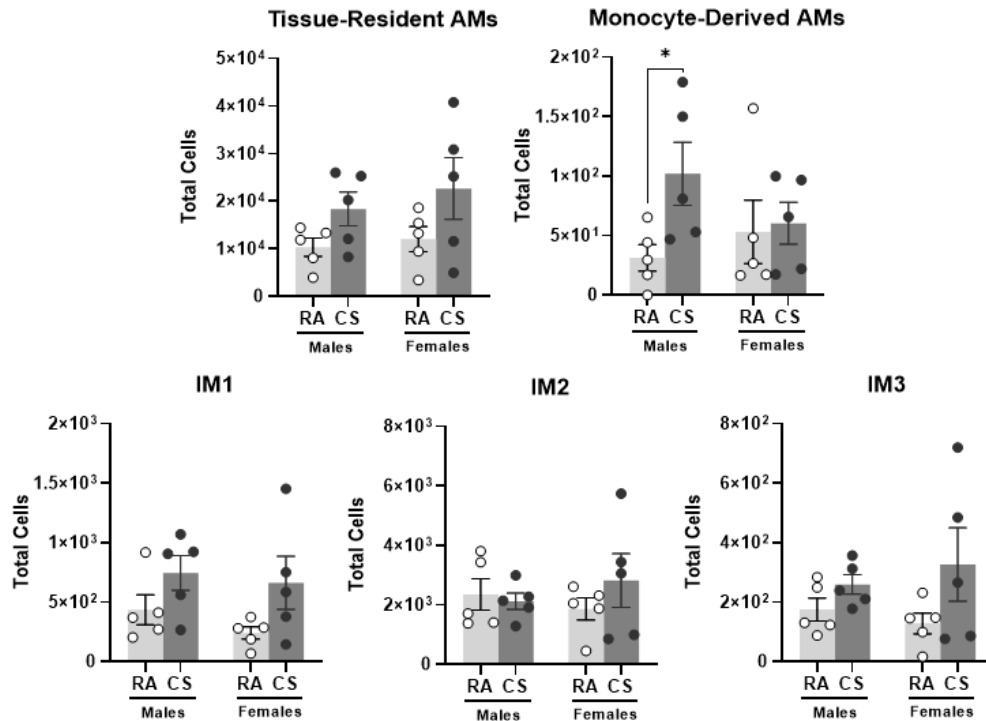 Tissue-Resident AMs
Total Cells
5×10⁴
4×10⁴
3×10⁴
2×10⁴
1×10⁴
0
RA CS RA CS
Males Females
Monocyte-Derived AMs
Total Cells
2×10²
1.5×10²
1×10²
5×10¹
0
*
RA CS RA CS
Males Females
IM1
Total Cells
2×10³
1.5×10³
1×10³
5×10²
0
RA CS RA CS
Males Females
IM2
Total Cells
8×10³
6×10³
4×10³
2×10³
0
RA CS RA CS
Males Females
IM3
Total Cells
8×10²
6×10²
4×10²
2×10²
0
RA CS RA CS
Males Females